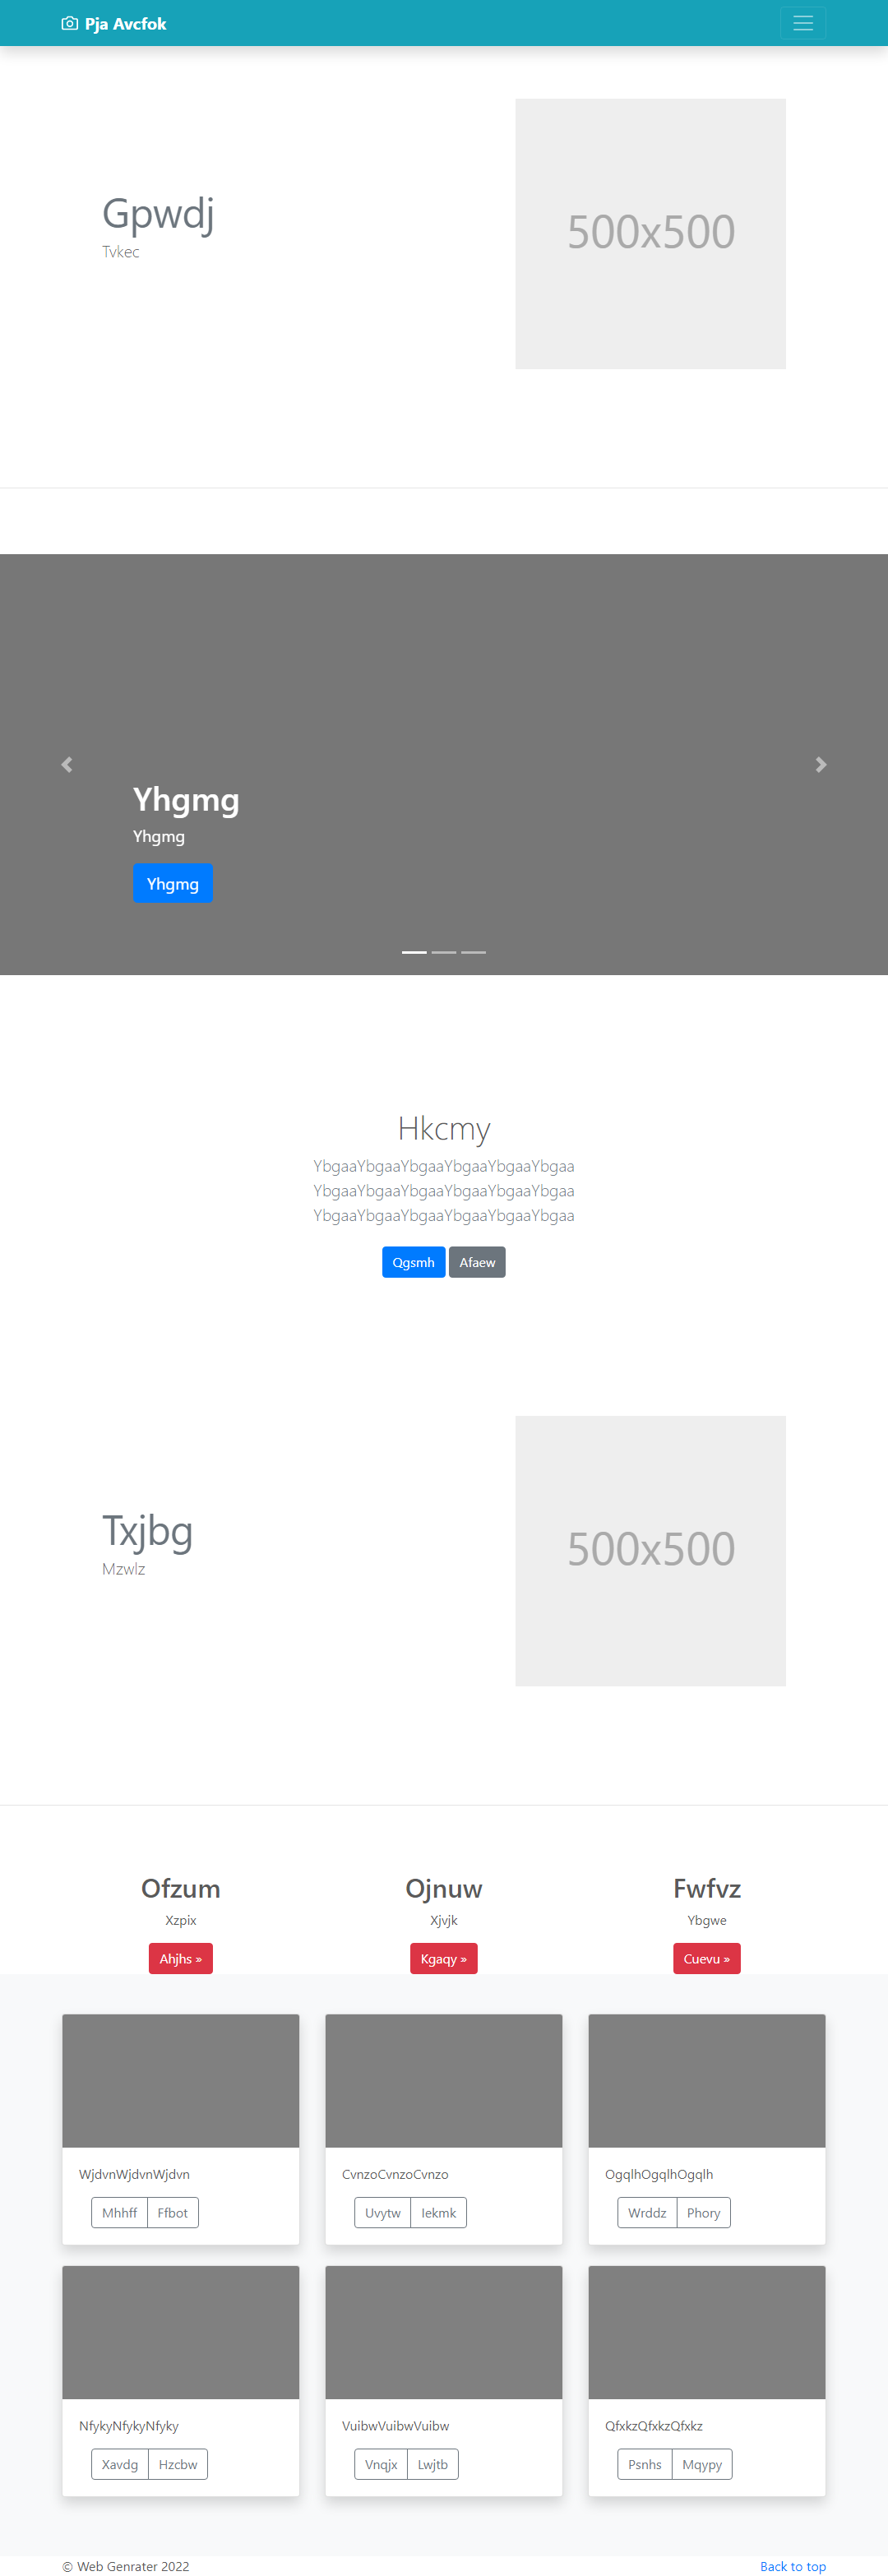 Pja Avcfok
Gpwdj
Tvkec
500x500
Yhgmg
Yhgmg
Yhgmg
Hkcmy
YbgaaYbgaaYbgaaYbgaaYbgaaYbgaa
YbgaaYbgaaYbgaaYbgaaYbgaaYbgaa
YbgaaYbgaaYbgaaYbgaaYbgaaYbgaa
Qgsmh Afaew
Txjbg
Mzwlz
500x500
Ofzum Ojnuw Fwfvz
Xzpix Xjvjk Ybgwe
Ahjhs » Kgaqy » Cuevu »
WjdvnWjdvnWjdvn CvnzoCvnzoCvnzo OgqlhOgqlhOgqlh
Mhhff Ffbot Uvytw Iekmk Wrddz Phory
NfykyNfykyNfyky VuibwVuibwVuibw QfxkzQfxkzQfxkz
Xavdg Hzcbw Vnqjx Lwjtb Psnhs Mqypy
© Web Genrater 2022 Back to top